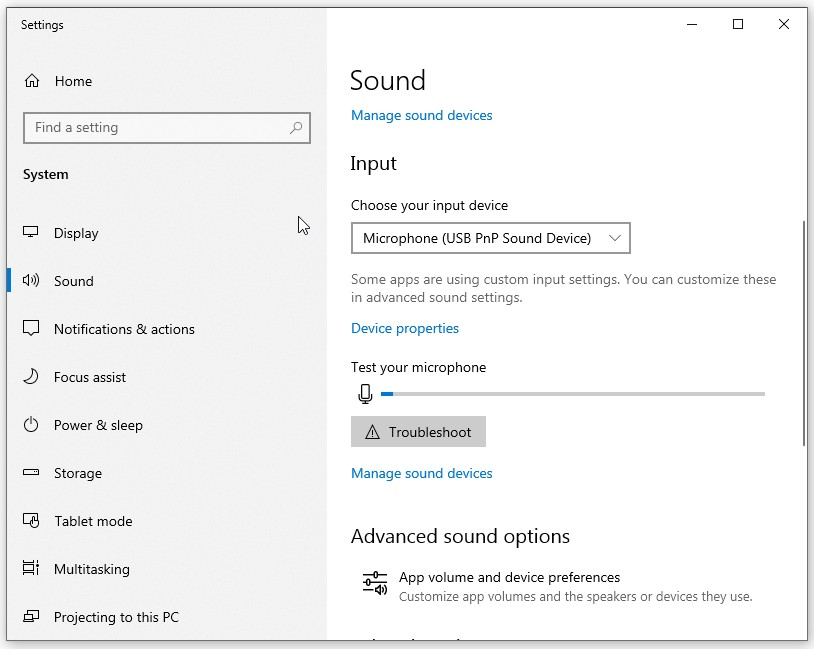 Settings
Home
Find a setting
System
Display
Sound
Notifications & actions
Focus assist
Power & sleep
Storage
Tablet mode
Multitasking
Projecting to this PC
Sound
Manage sound devices
Input
Choose your input device
Microphone (USB PnP Sound Device)
Some apps are using custom input settings. You can customize these
in advanced sound settings.
Device properties
Test your microphone
Troubleshoot
Manage sound devices
Advanced sound options
App volume and device preferences
Customize app volumes and the speakers or devices they use.